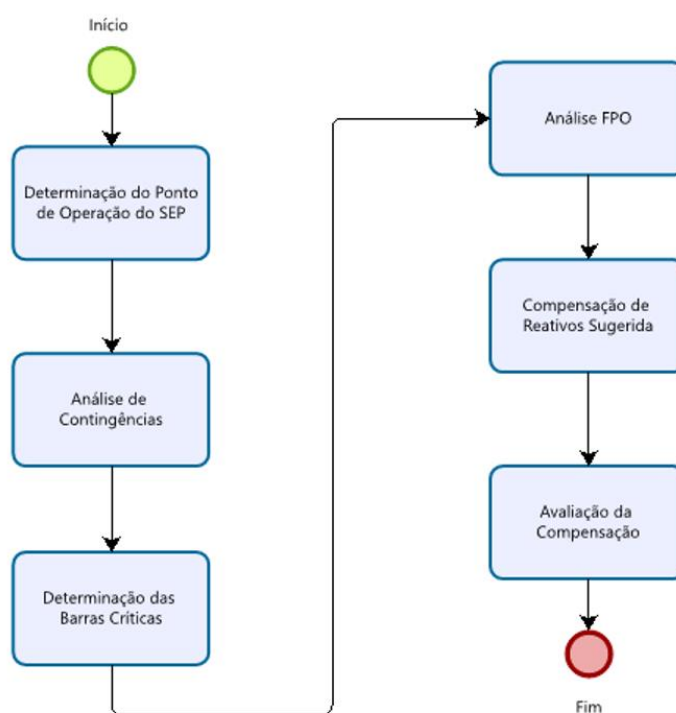 Início
Determinação do Ponto
de Operação do SEP
Análise de
Contingências
Determinação das
Barras Críticas
Análise FPO
Compensação de
Reativos Sugerida
Avaliação da
Compensação
Fim